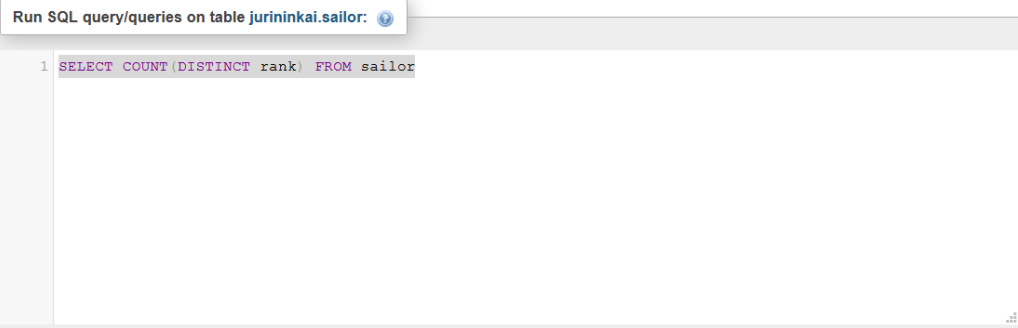 Run SQL query/queries on table jurininkai.sailor:
1 SELECT COUNT(DISTINCT rank) FROM sailor